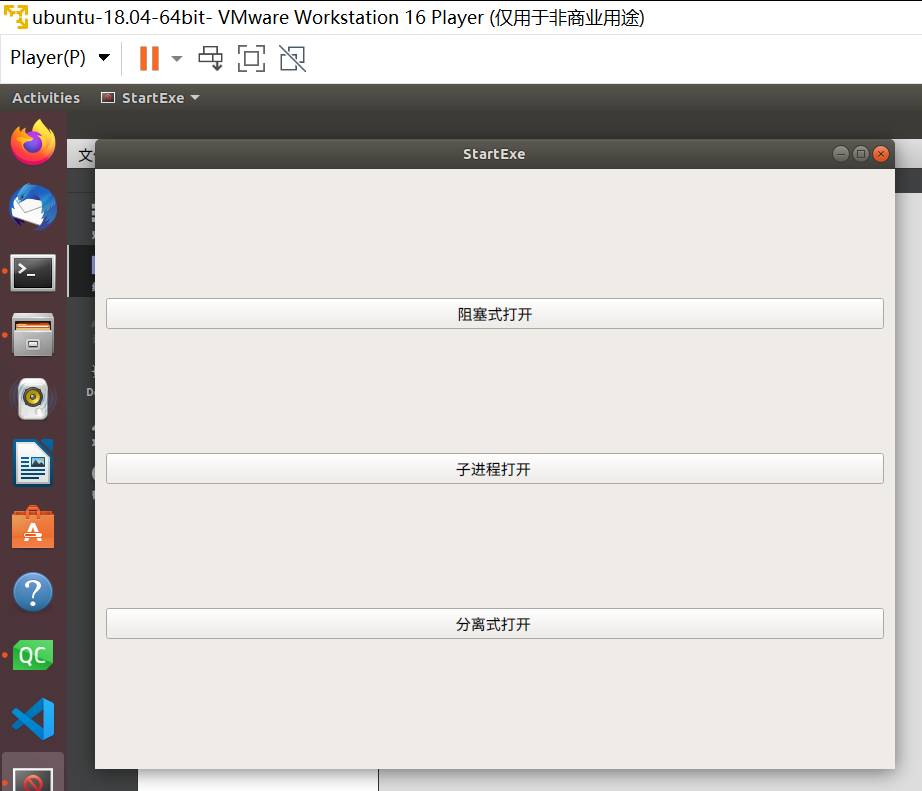 ubuntu-18.04-64bit- VMware Workstation 16 Player (仅用于非商业用途)
Player(P)
Activities StartExe
StartExe
阻塞式打开
子进程打开
分离式打开
QC